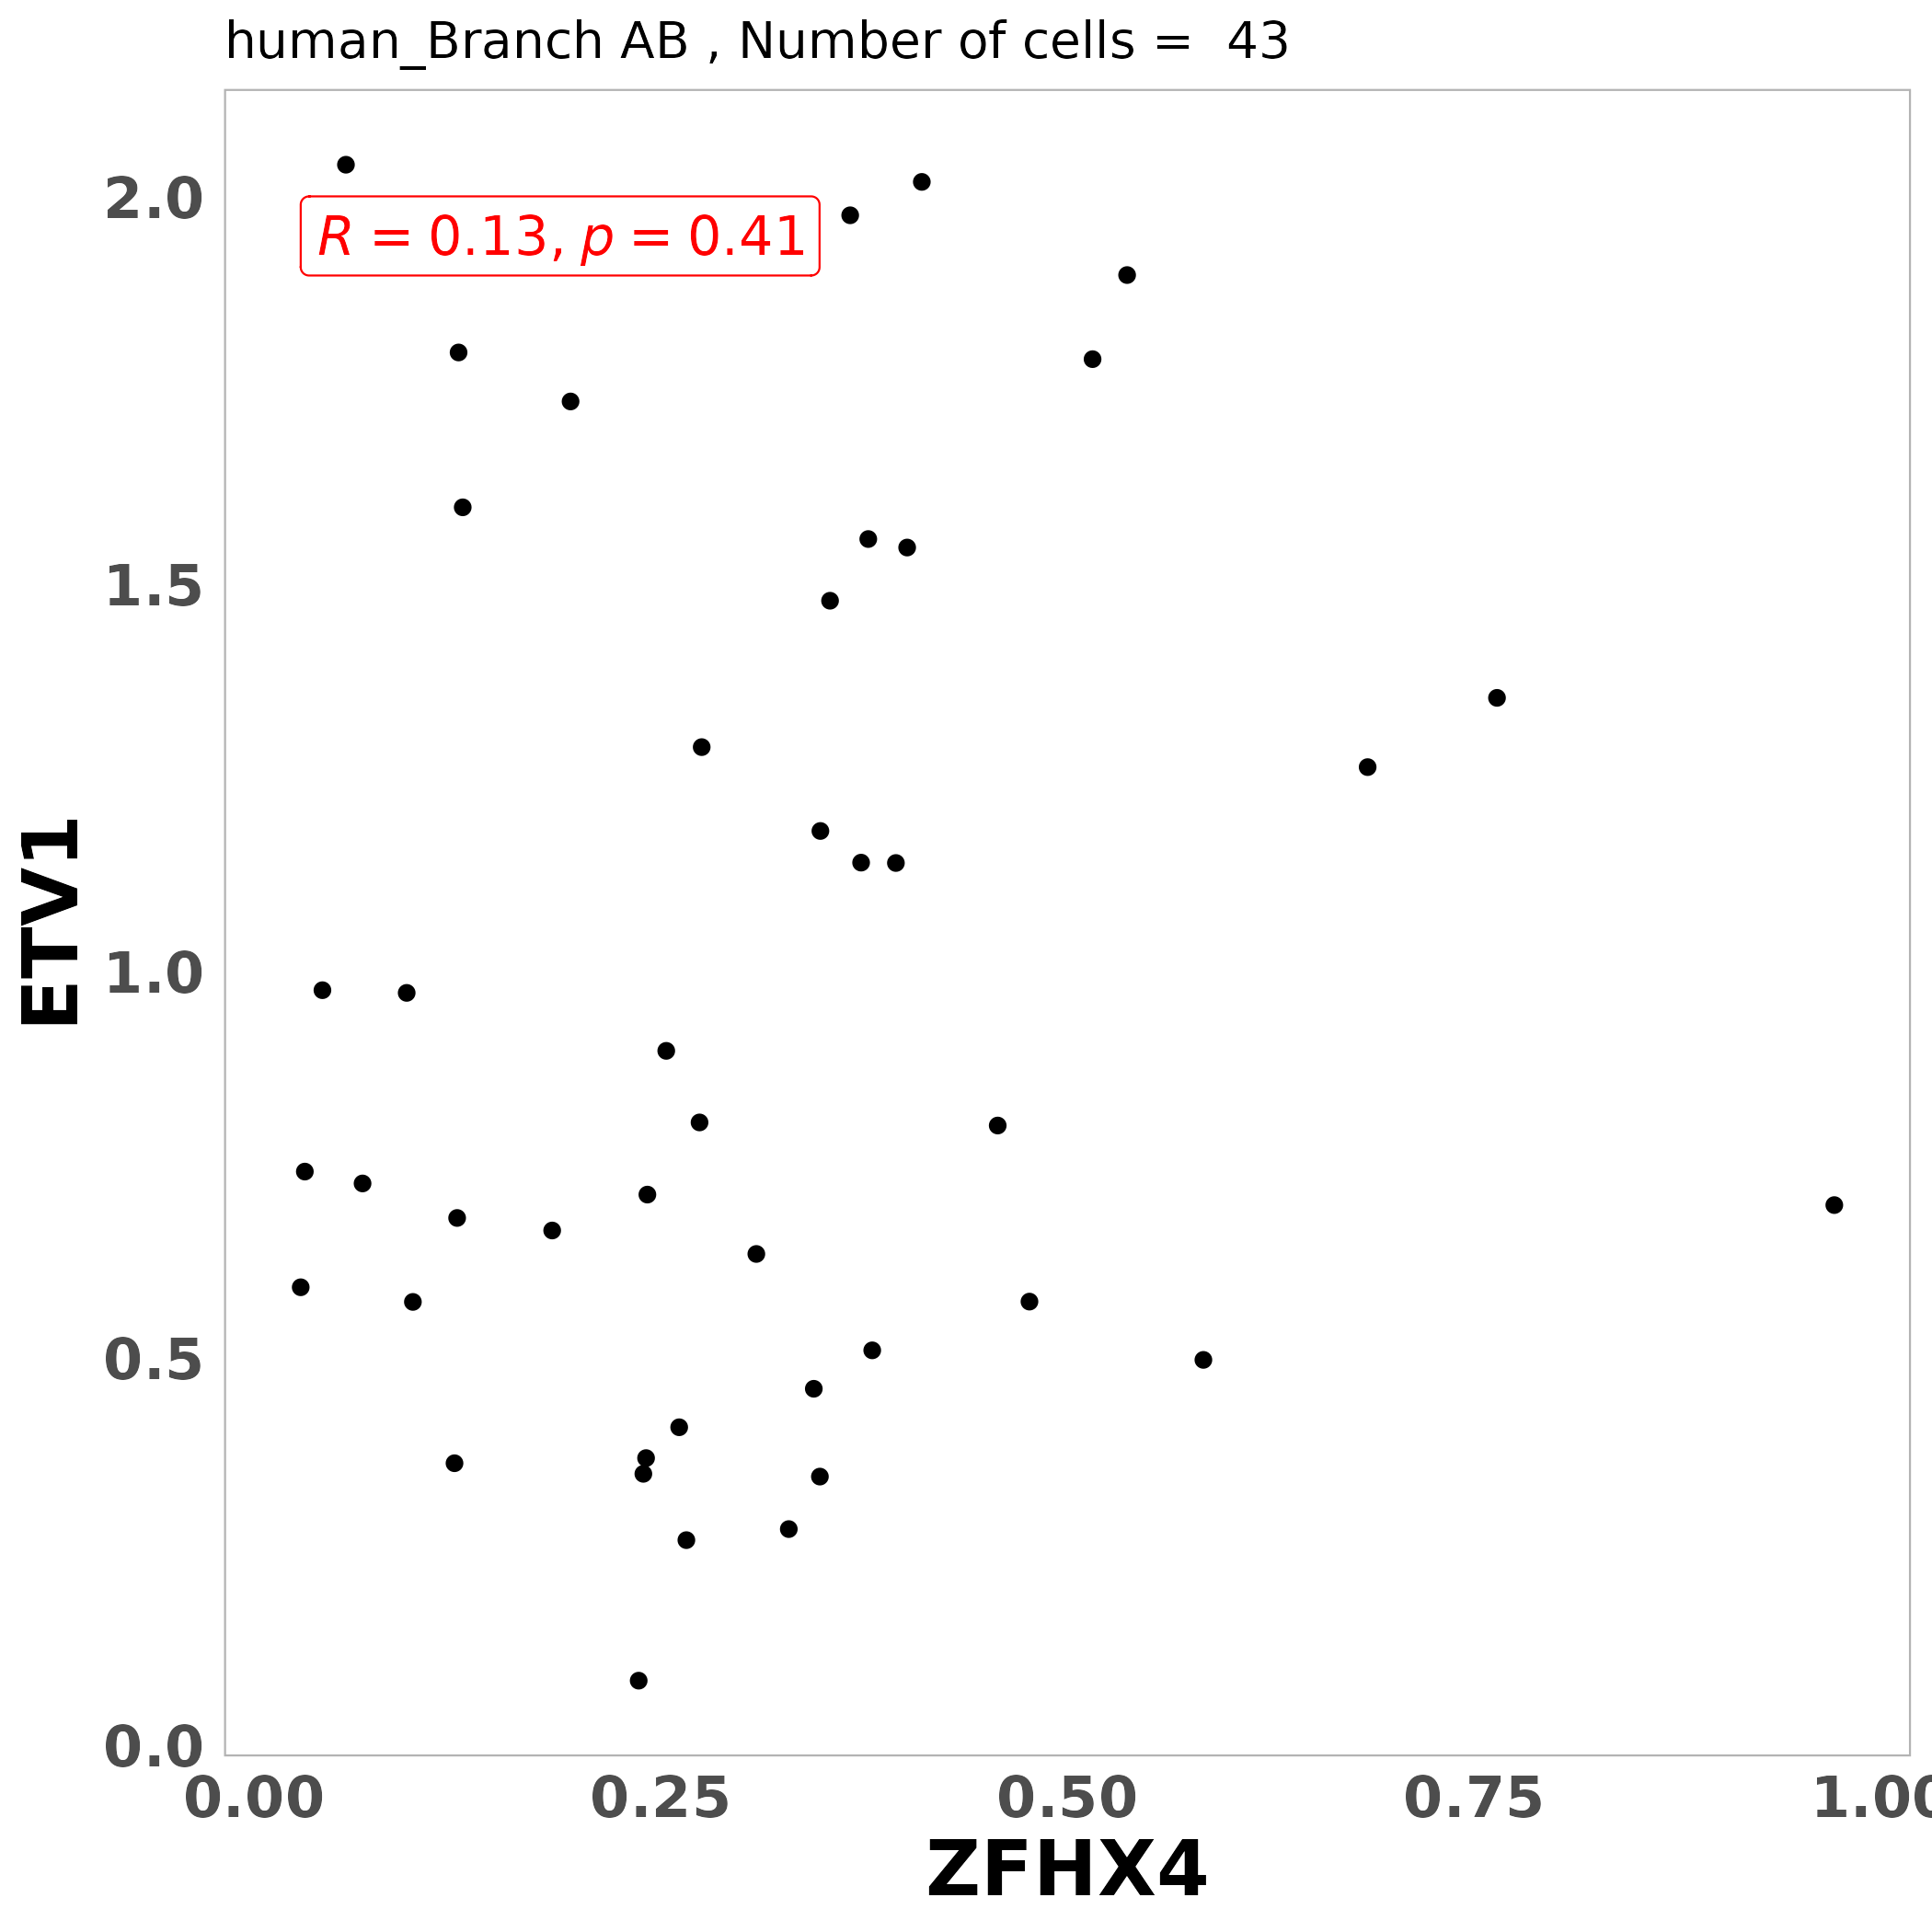 human_Branch AB , Number of cells =  43
R = 0.13, p = 0.41
2.0
1.5
1.0
0.5
0.0
ETV1
0.00 0.25 0.50 0.75 1.00
ZFHX4